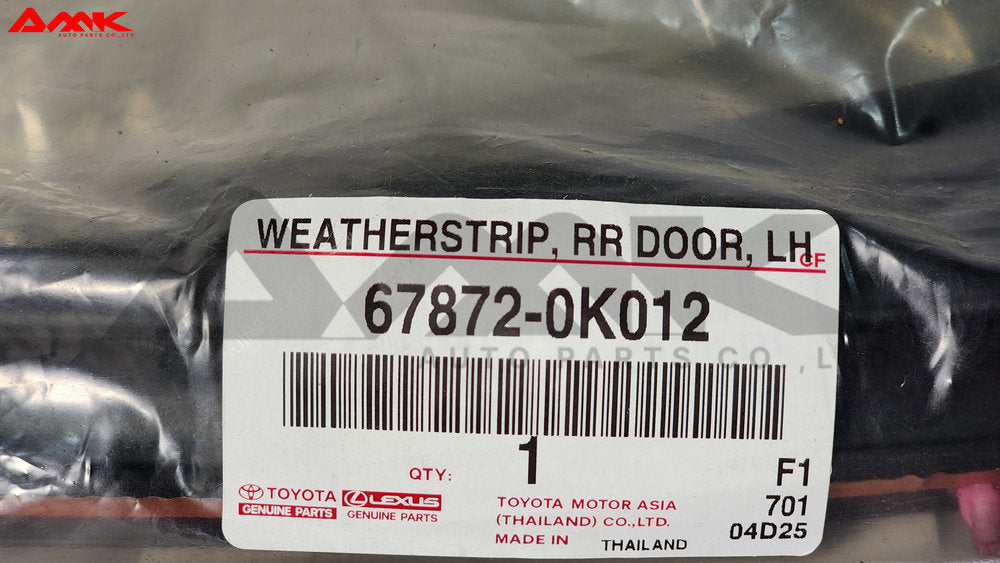 AMK
AUTO PARTS CO.,LTD
WEATHERSTRIP, RR DOOR, LH
CF
67872-0K012
AMK
AUTO PARTS CO.,LTD
QTY: 1
F1
TOYOTA LEXUS
GENUINE PARTS GENUINE PARTS
TOYOTA MOTOR ASIA
(THAILAND) CO.,LTD.
MADE IN THAILAND
701
04D25